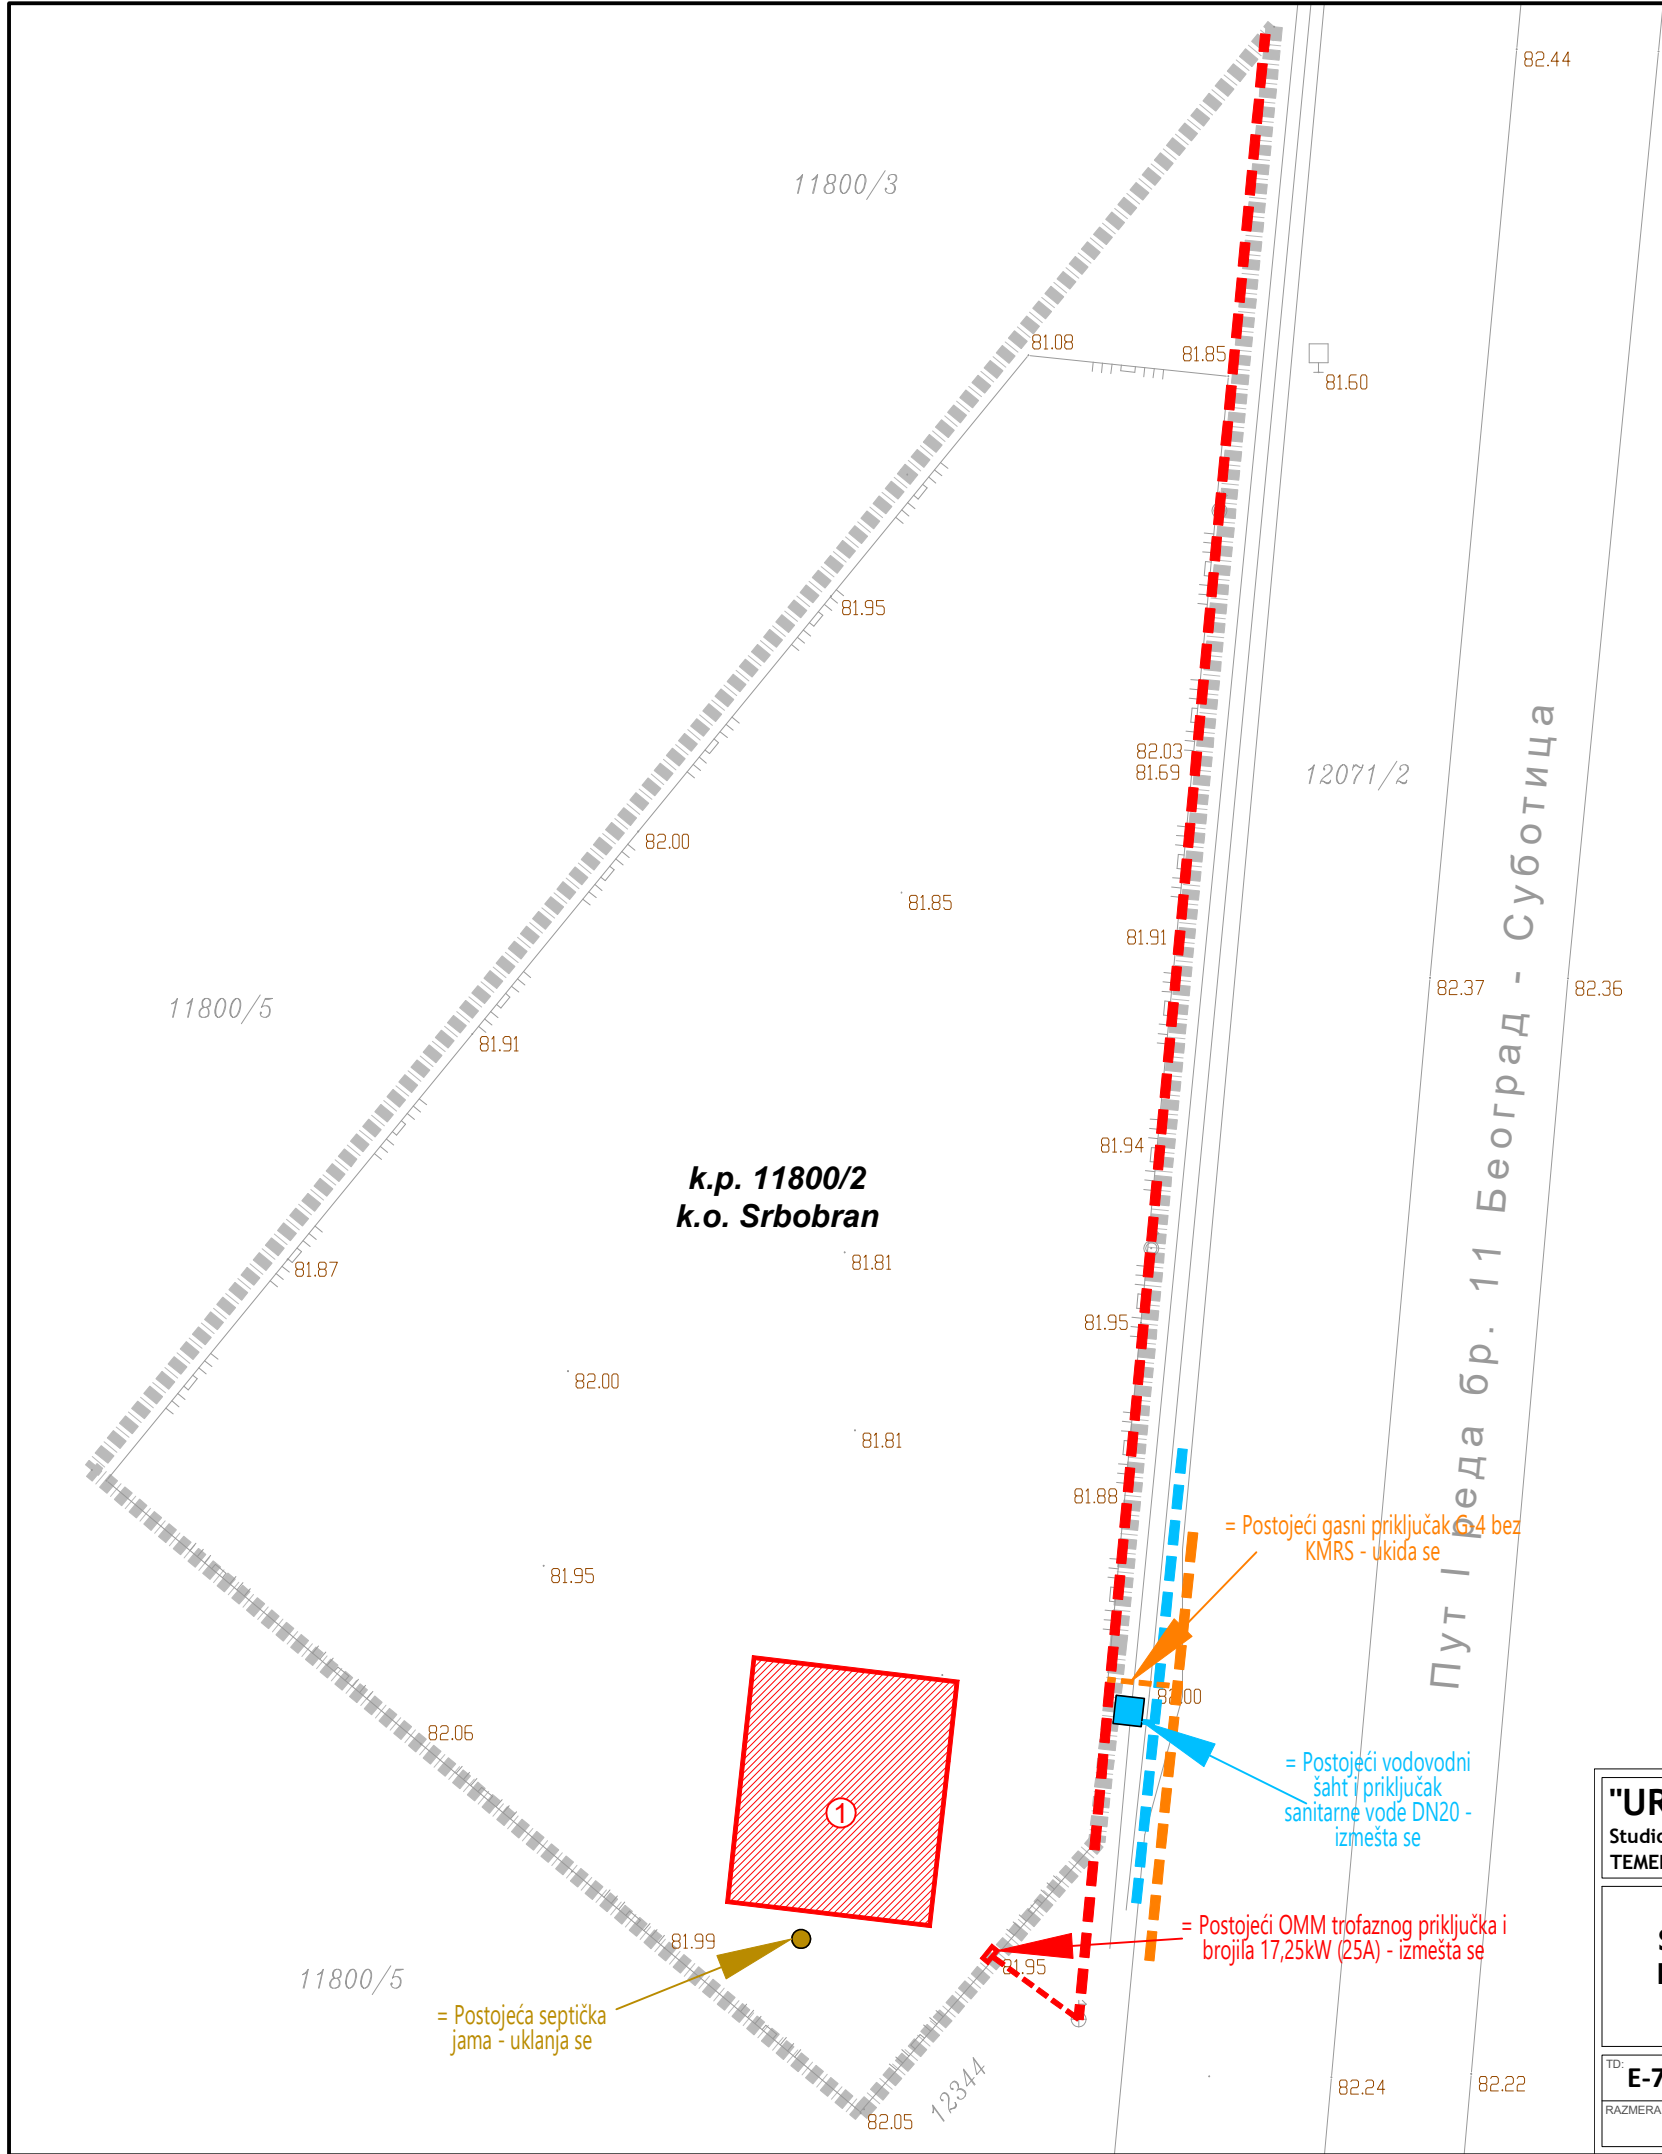 82.44
11800/3
81.08
81.85
81.60
81.95
82.03
81.69
12071/2
82.00
81.85
81.91
82.37
82.36
11800/5
81.91
Пут I реда бр. 11 Београд - Суботица
81.94
k.p. 11800/2
k.o. Srbobran
81.81
81.87
81.95
82.00
81.81
81.88
= Postojeći gasni priključak G-4 bez
KMRS - ukida se
81.95
82.00
82.06
= Postojeći vodovodni
šaht i priključak
sanitarne vode DN20 -
izmešta se
1
= Postojeći OMM trofaznog priključka i
brojila 17,25kW (25A) - izmešta se
81.99
81.95
11800/5
= Postojeća septička
jama - uklanja se
12344
82.24
82.22
82.05
"UR
Studio
TEME
TD:
E-7
RAZMERA